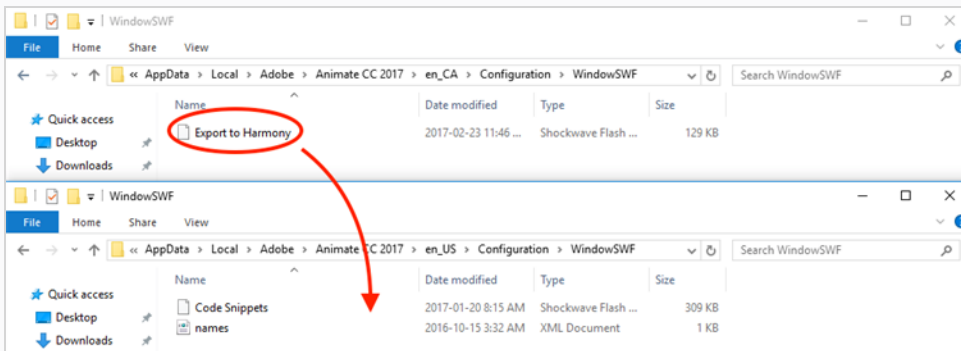 WindowSWF
File Home Share View
« AppData > Local > Adobe > Animate CC 2017 > en_CA > Configuration > WindowSWF Search WindowSWF
Name Date modified Type Size
Quick access
Export to Harmony 2017-02-23 11:46 ... Shockwave Flash ... 129 KB
Desktop
Downloads
WindowSWF
File Home Share View
« AppData > Local > Adobe > Animate CC 2017 > en_US > Configuration > WindowSWF Search WindowSWF
Name Date modified Type Size
Quick access
Code Snippets 2017-01-20 8:15 AM Shockwave Flash ... 309 KB
Desktop
names 2016-10-15 3:32 AM XML Document 1 KB
Downloads